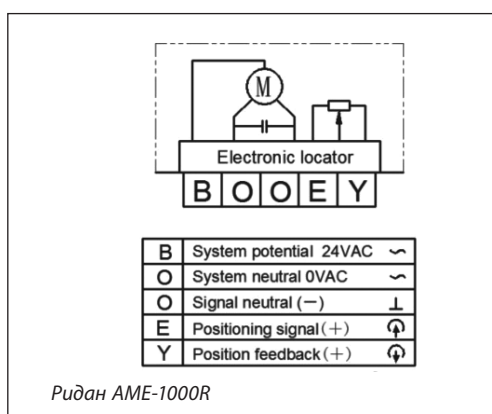 M
Electronic locator
B O O E Y
B System potential 24VAC ∽
O System neutral 0VAC ∽
O Signal neutral (—) ⊥
E Positioning signal (+)
Y Position feedback (+)
Ридан AME-1000R